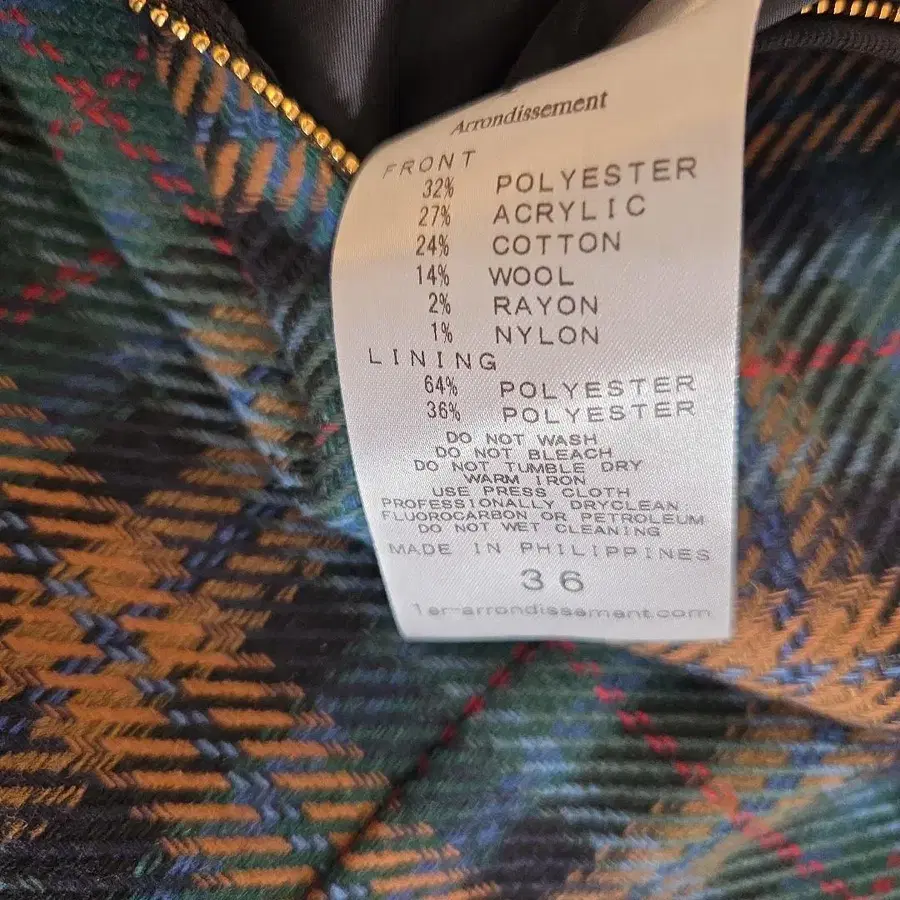 Arrondissement
FRONT
32% POLYESTER
27% ACRYLIC
24% COTTON
14% WOOL
2% RAYON
1% NYLON
LINING
64% POLYESTER
36% POLYESTER
DO NOT WASH
DO NOT BLEACH
DO NOT TUMBLE DRY
WARM IRON
USE PRESS CLOTH
PROFESSIONALLY DRYCLEAN
FLUOROCARBON OR PETROLEUM
DO NOT WET CLEANING
MADE IN PHILIPPINES
36
1er-arrondissement.com